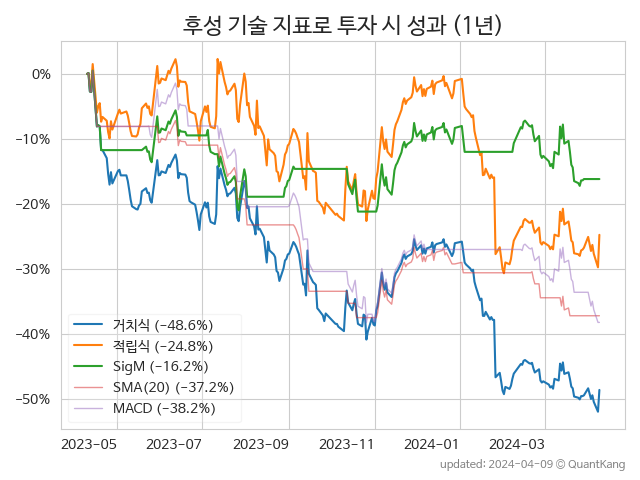 후성 기술 지표로 투자 시 성과 (1년)
0%
−10%
−20%
−30%
−40%
−50%
거치식 (−48.6%)
적립식 (−24.8%)
SigM (−16.2%)
SMA(20) (−37.2%)
MACD (−38.2%)
2023-05 2023-07 2023-09 2023-11 2024-01 2024-03
updated: 2024-04-09 © QuantKang